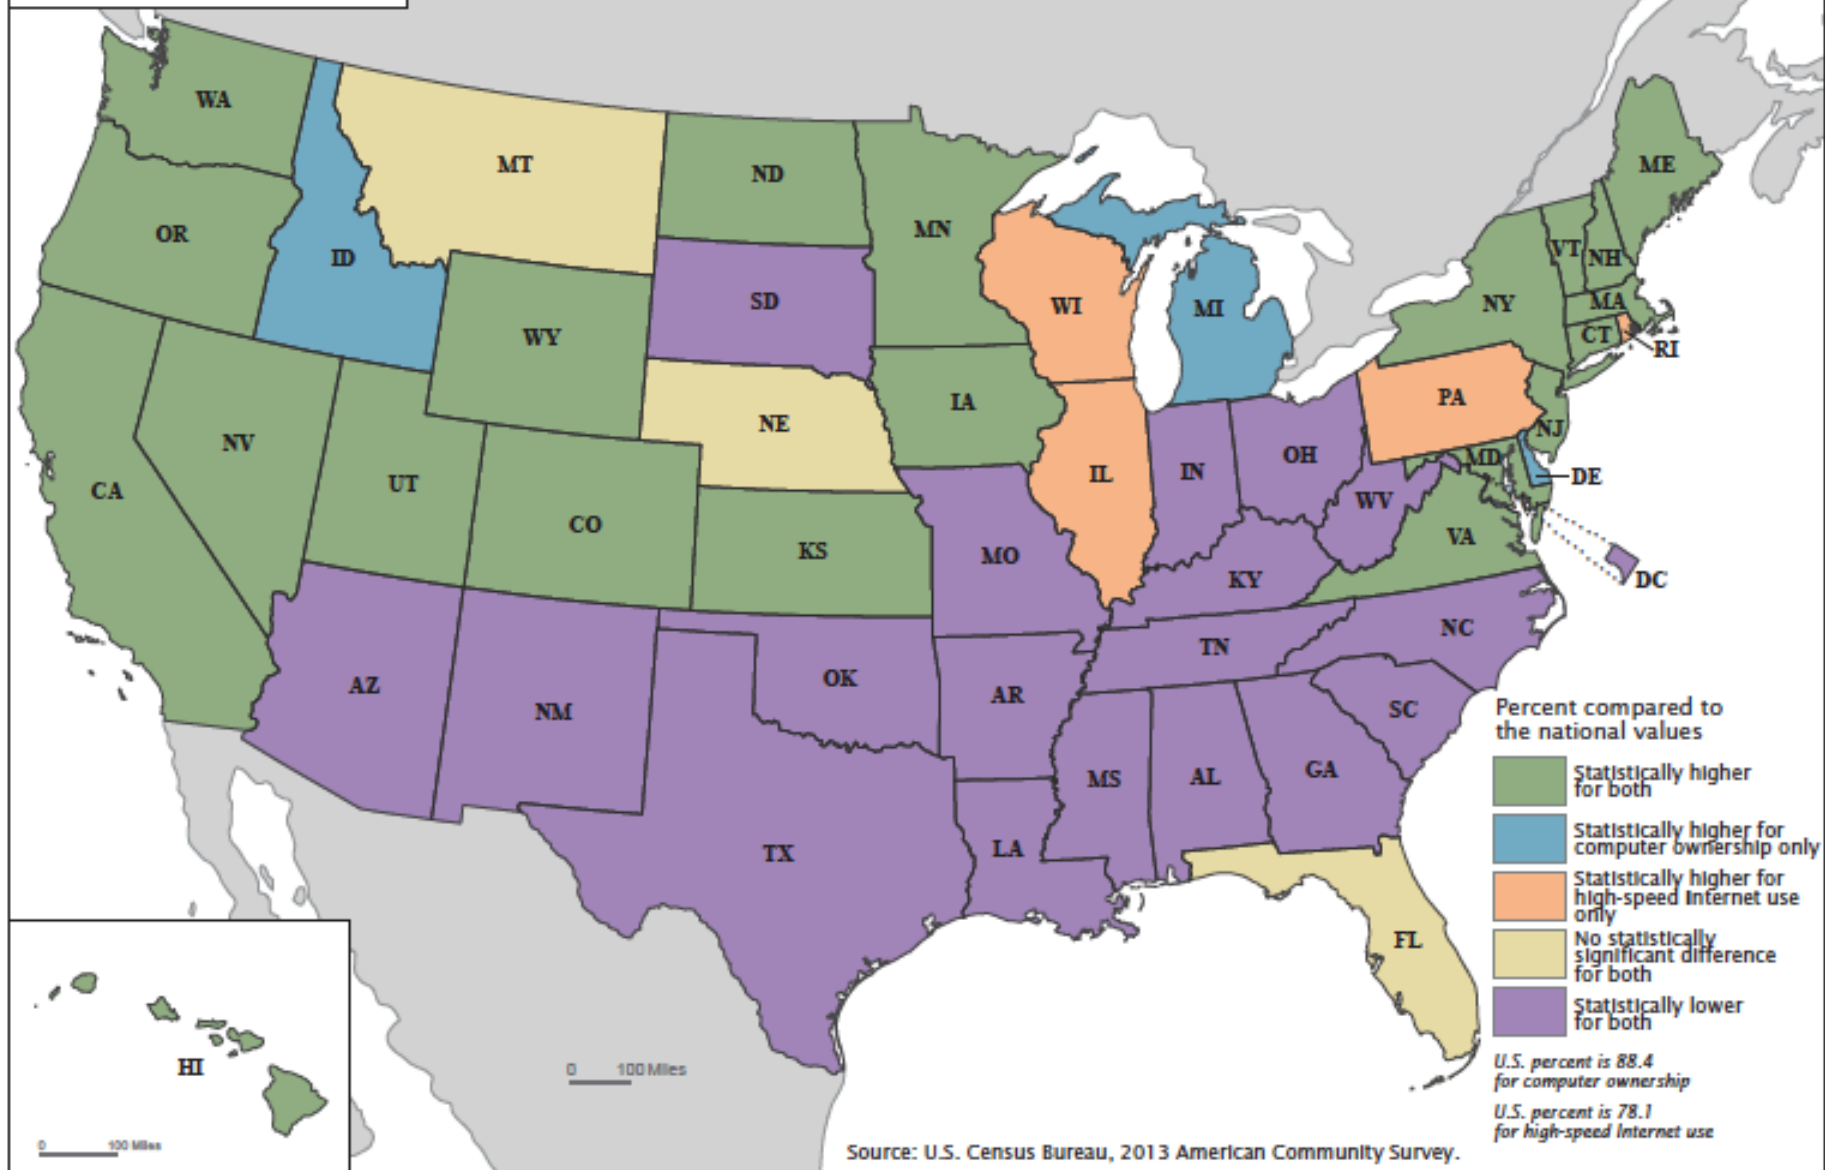 WA
MT
ND
MN
ME
OR
ID
VT
NH
SD
WI
MI
NY
MA
WY
CT
RI
IA
PA
NE
NJ
NV
UT
IL
IN
OH
MD
DE
CA
CO
WV
KS
MO
VA
KY
DC
TN
NC
AZ
NM
OK
AR
SC
MS
AL
GA
TX
LA
FL
HI
Percent compared to
the national values
Statistically higher
for both
Statistically higher for
computer ownership only
Statistically higher for
high-speed Internet use
only
No statistically
significant difference
for both
Statistically lower
for both
U.S. percent is 88.4
for computer ownership
U.S. percent is 78.1
for high-speed Internet use
0 100 Miles
0 100 Miles
Source: U.S. Census Bureau, 2013 American Community Survey.